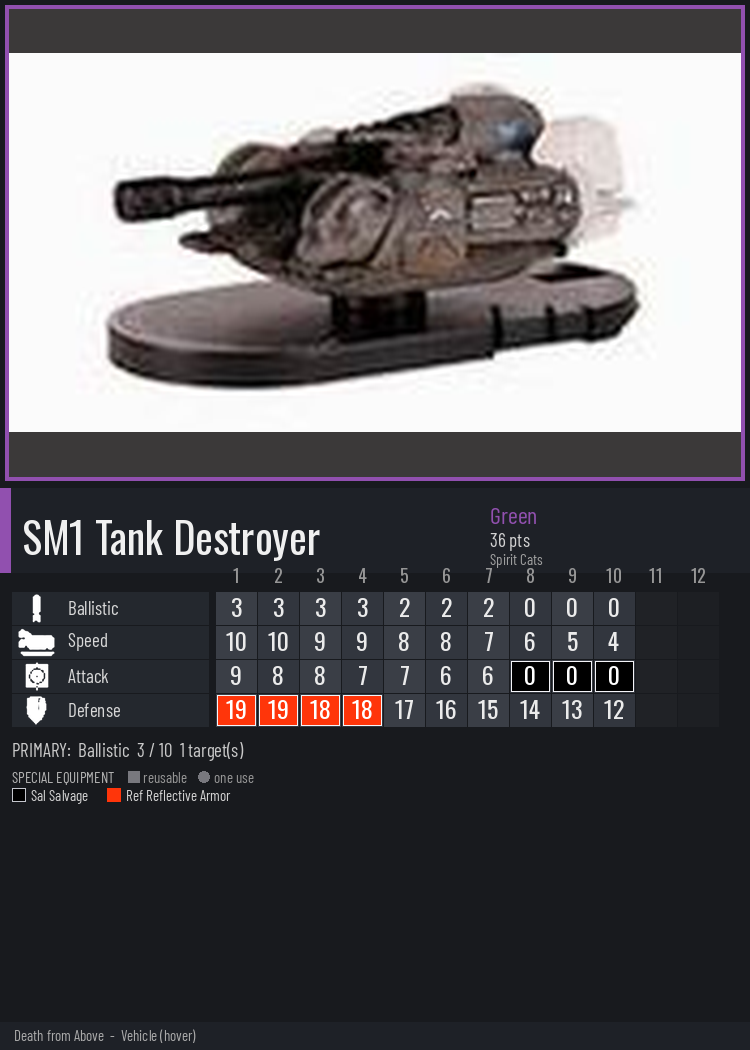 SM1 Tank Destroyer
Green
36 pts
Spirit Cats
1 2 3 4 5 6 7 8 9 10 11 12
Ballistic 3 3 3 3 2 2 2 0 0 0
Speed 10 10 9 9 8 8 7 6 5 4
Attack 9 8 8 7 7 6 6 0 0 0
Defense 19 19 18 18 17 16 15 14 13 12
PRIMARY: Ballistic 3 / 10 1 target(s)
SPECIAL EQUIPMENT reusable one use
Sal Salvage Ref Reflective Armor
Death from Above - Vehicle (hover)